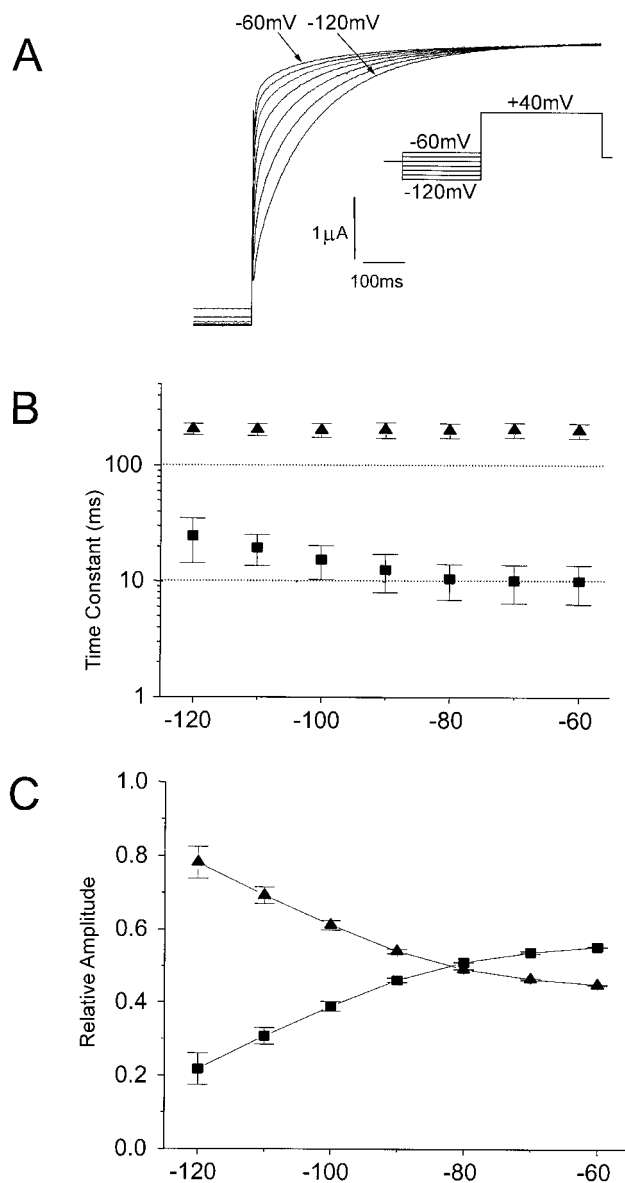 A
-60mV -120mV
+40mV
-60mV
-120mV
1μA
100ms
B
Time Constant (ms)
100
10
1
-120 -100 -80 -60
C
Relative Amplitude
1.0
0.8
0.6
0.4
0.2
0.0
-120 -100 -80 -60